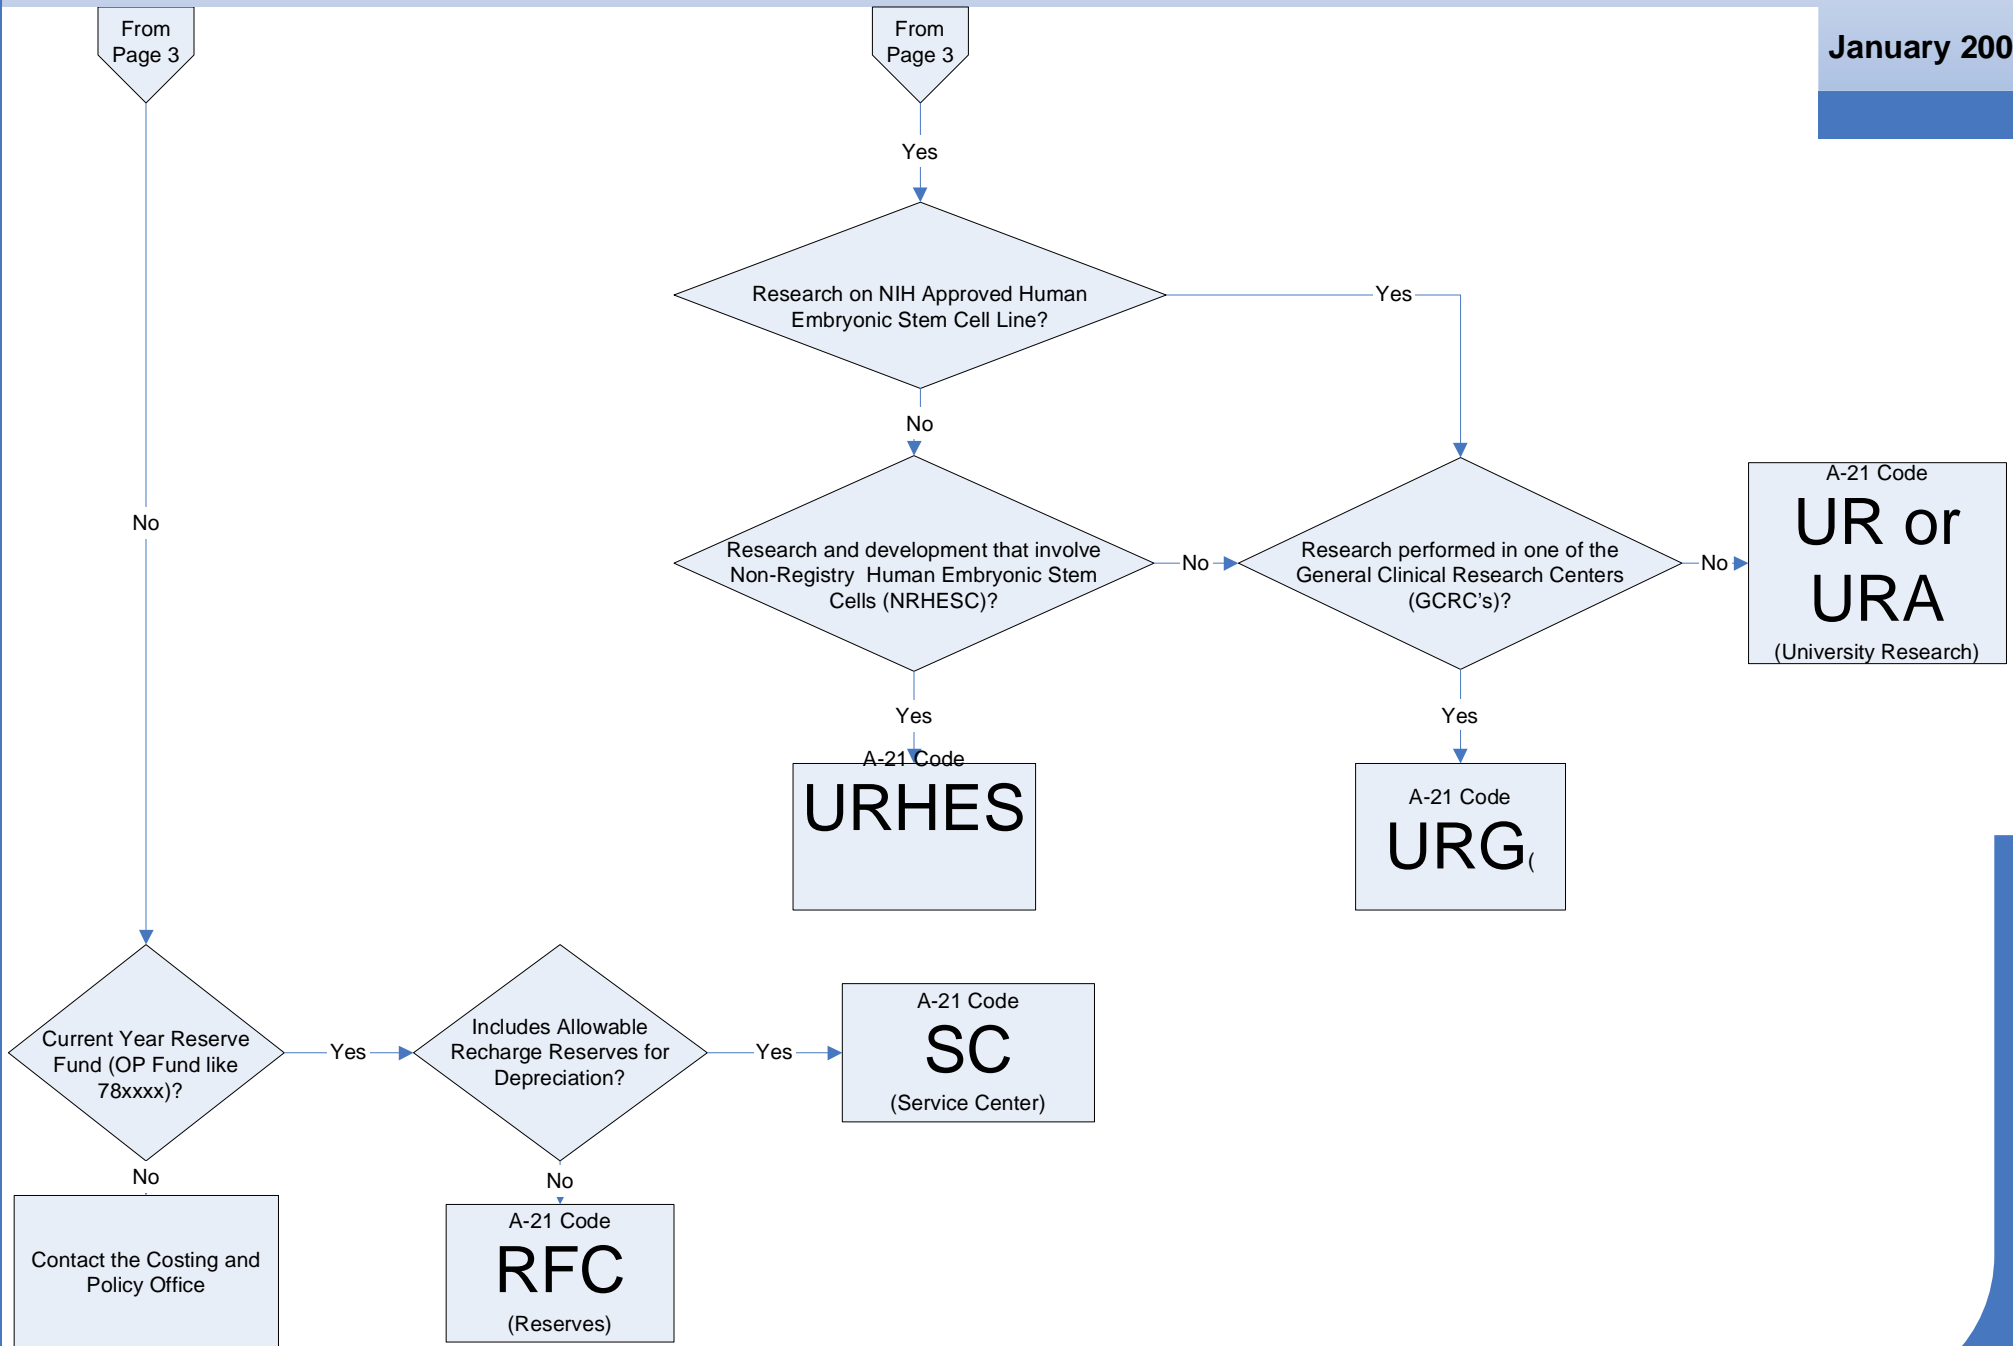 From
Page 3
From
Page 3
January 200
Yes
Research on NIH Approved Human
Embryonic Stem Cell Line?
Yes
No
No
Research and development that involve
Non-Registry Human Embryonic Stem
Cells (NRHESC)?
No
Research performed in one of the
General Clinical Research Centers
(GCRC's)?
No
A-21 Code
UR or
URA
(University Research)
Yes
A-21 Code
URHES
Yes
A-21 Code
URG(
Current Year Reserve
Fund (OP Fund like
78xxxx)?
Yes
Includes Allowable
Recharge Reserves for
Depreciation?
Yes
A-21 Code
SC
(Service Center)
No
Contact the Costing and
Policy Office
No
A-21 Code
RFC
(Reserves)